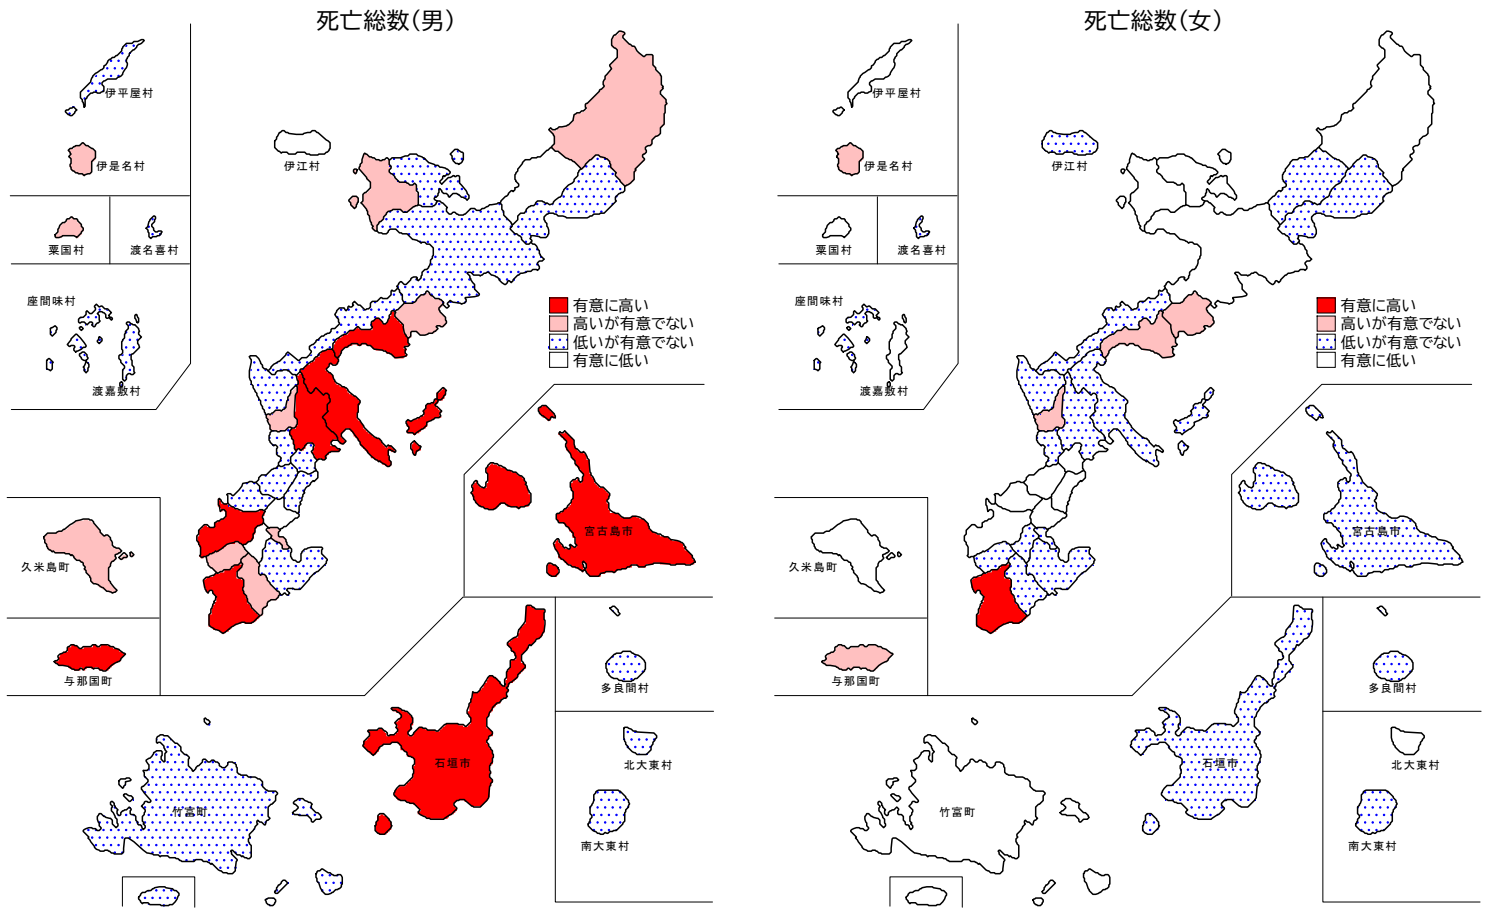 死亡総数(男)
伊平屋村
伊是名村
伊江村
粟国村
渡名喜村
座間味村
渡嘉敷村
有意に高い
高いが有意でない
低いが有意でない
有意に低い
宮古島市
久米島町
与那国町
多良間村
石垣市
北大東村
竹富町
南大東村
死亡総数(女)
伊平屋村
伊是名村
伊江村
粟国村
渡名喜村
座間味村
渡嘉敷村
有意に高い
高いが有意でない
低いが有意でない
有意に低い
宮古島市
久米島町
与那国町
多良間村
石垣市
北大東村
竹富町
南大東村